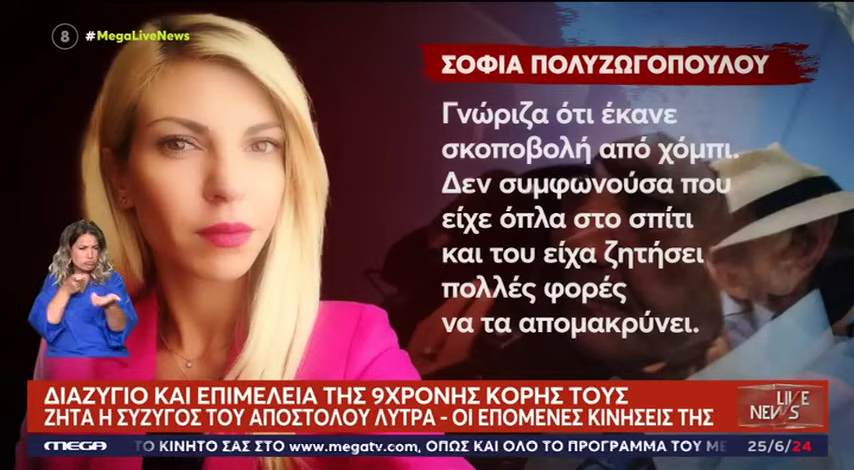 8 #MegaLiveNews
ΣΟΦΙΑ ΠΟΛΥΖΩΓΟΠΟΥΛΟΥ
Γνώριζα ότι έκανε
σκοποβολή από χόμπι.
Δεν συμφωνούσα που
είχε όπλα στο σπίτι
και του είχα ζητήσει
πολλές φορές
να τα απομακρύνει.
ΔΙΑΖΥΓΙΟ ΚΑΙ ΕΠΙΜΕΛΕΙΑ ΤΗΣ 9ΧΡΟΝΗΣ ΚΟΡΗΣ ΤΟΥΣ
ΖΗΤΑ Η ΣΥΖΥΓΟΣ ΤΟΥ ΑΠΟΣΤΟΛΟΥ ΛΥΤΡΑ - ΟΙ ΕΠΟΜΕΝΕΣ ΚΙΝΗΣΕΙΣ ΤΗΣ
LIVE
NEWS
MEGA ΤΟ ΚΙΝΗΤΟ ΣΑΣ ΣΤΟ www.megatv.com, ΟΠΩΣ ΚΑΙ ΟΛΟ ΤΟ ΠΡΟΓΡΑΜΜΑ ΤΟΥ ME 25/6/24